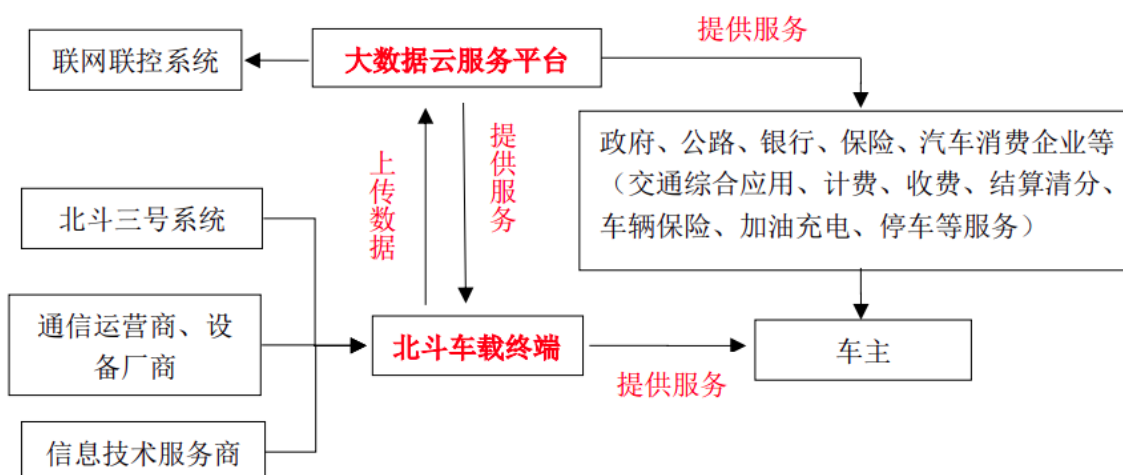 提供服务
联网联控系统
大数据云服务平台
上传数据
提供服务
政府、公路、银行、保险、汽车消费企业等
（交通综合应用、计费、收费、结算清分、
车辆保险、加油充电、停车等服务）
北斗三号系统
通信运营商、设
备厂商
北斗车载终端
车主
提供服务
信息技术服务商